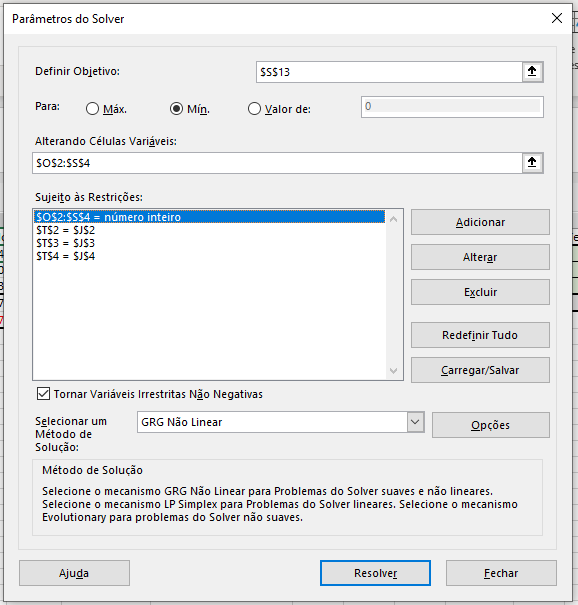 Parâmetros do Solver
Definir Objetivo:
$S$13
Para:
Máx.
Mín.
Valor de:
0
Alterando Células Variáveis:
$O$2:$S$4
Sujeito às Restrições:
$O$2:$S$4 = número inteiro
$T$2 = $J$2
$T$3 = $J$3
$T$4 = $J$4
Adicionar
Alterar
Excluir
Redefinir Tudo
Carregar/Salvar
Tornar Variáveis Irrestritas Não Negativas
Selecionar um
Método de
Solução:
GRG Não Linear
Opções
Método de Solução
Selecione o mecanismo GRG Não Linear para Problemas do Solver suaves e não lineares.
Selecione o mecanismo LP Simplex para Problemas do Solver lineares. Selecione o mecanismo
Evolutionary para problemas do Solver não suaves.
Ajuda
Resolver
Fechar